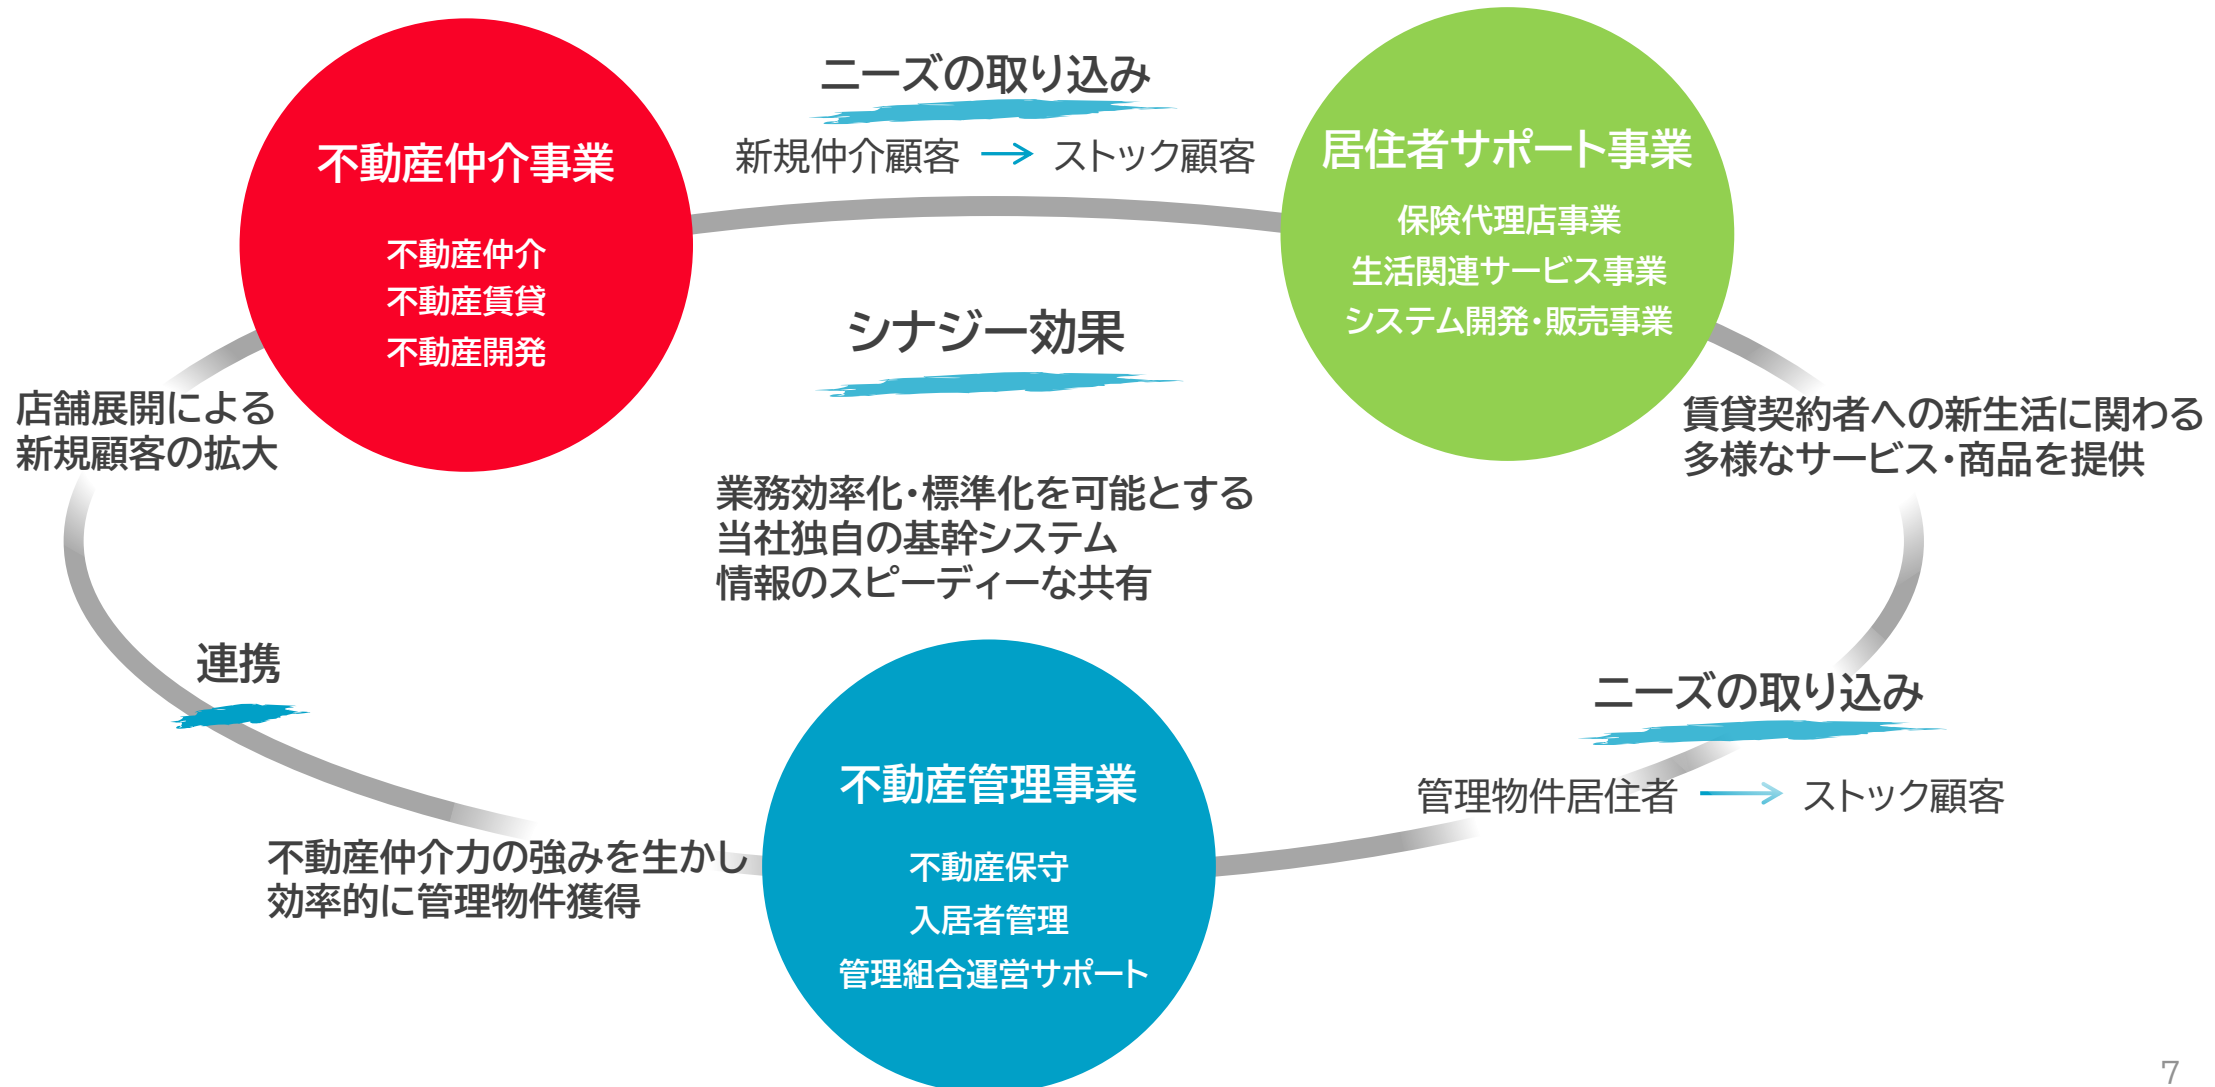 不動産仲介事業
不動産仲介
不動産賃貸
不動産開発
ニーズの取り込み
新規仲介顧客 → ストック顧客
居住者サポート事業
保険代理店事業
生活関連サービス事業
システム開発・販売事業
シナジー効果
店舗展開による
新規顧客の拡大
賃貸契約者への新生活に関わる
多様なサービス・商品を提供
業務効率化・標準化を可能とする
当社独自の基幹システム
情報のスピーディーな共有
連携
ニーズの取り込み
管理物件居住者 → ストック顧客
不動産仲介力の強みを生かし
効率的に管理物件獲得
不動産管理事業
不動産保守
入居者管理
管理組合運営サポート
7